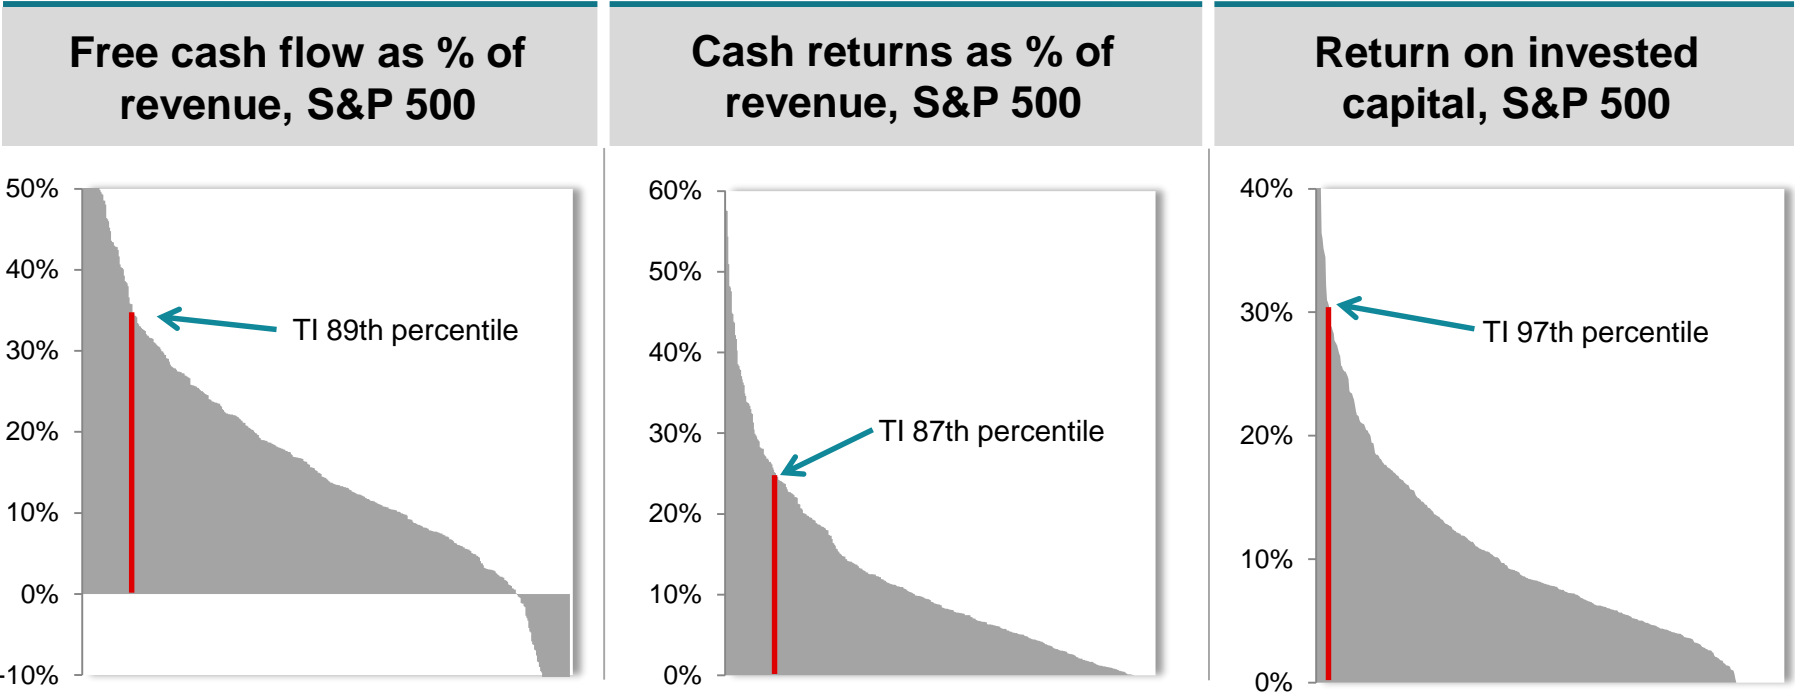 Free cash flow as % of
revenue, S&P 500
Cash returns as % of
revenue, S&P 500
Return on invested
capital, S&P 500
50%
40%
30%
20%
10%
0%
-10%
TI 89th percentile
60%
50%
40%
30%
20%
10%
0%
TI 87th percentile
40%
30%
20%
10%
0%
TI 97th percentile